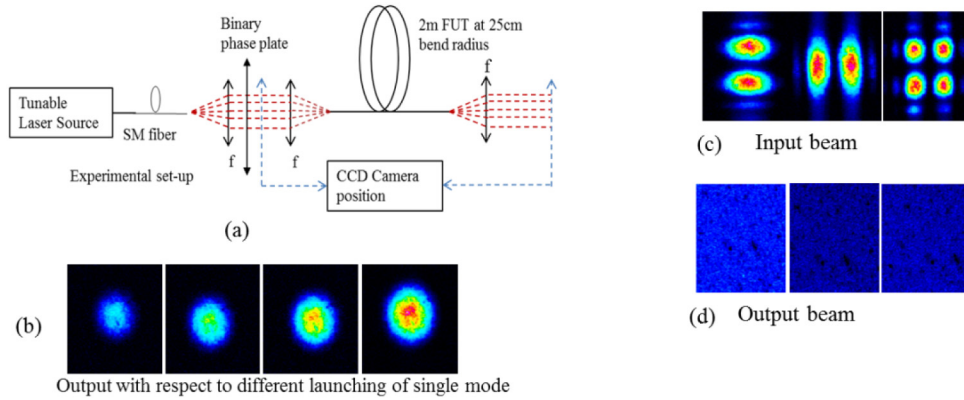 Binary
phase plate
2m FUT at 25cm
bend radius
f
Tunable
Laser Source
SM fiber
f
f
Experimental set-up
CCD Camera
position
(a)
(b)
Output with respect to different launching of single mode
(c) Input beam
(d) Output beam